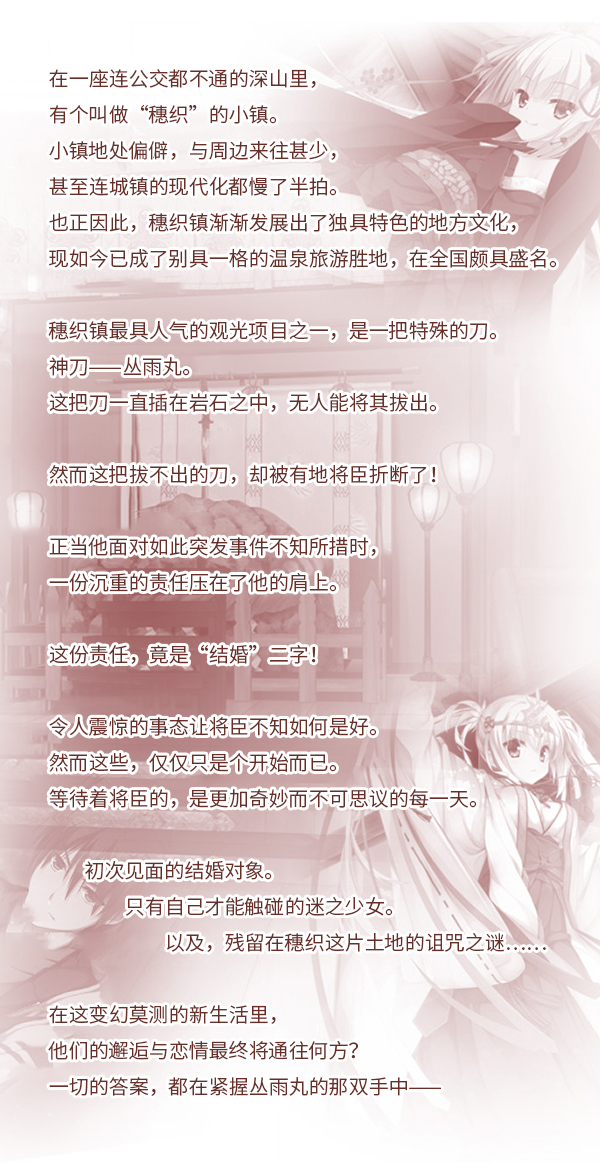 在一座连公交都不通的深山里，
有个叫做“穗织”的小镇。
小镇地处偏僻，与周边来往甚少，
甚至连城镇的现代化都慢了半拍。
也正因此，穗织镇渐渐发展出了独具特色的地方文化，
现如今已成了别具一格的温泉旅游胜地，在全国颇具盛名。
穗织镇最具人气的观光项目之一，是一把特殊的刀。
神刀——丛雨丸。
这把刀一直插在岩石之中，无人能将其拔出。
然而这把拔不出的刀，却被有地将臣折断了！
正当他面对如此突发事件不知所措时，
一份沉重的责任压在了他的肩上。
这份责任，竟是“结婚”二字！
令人震惊的事态让将臣不知如何是好。
然而这些，仅仅只是个开始而已。
等待着将臣的，是更加奇妙而不可思议的每一天。
初次见面的结婚对象。
只有自己才能触碰的迷之少女。
以及，残留在穗织这片土地的诅咒之谜……
在这变幻莫测的新生活里，
他们的邂逅与恋情最终将通往何方？
一切的答案，都在紧握丛雨丸的那双手中——